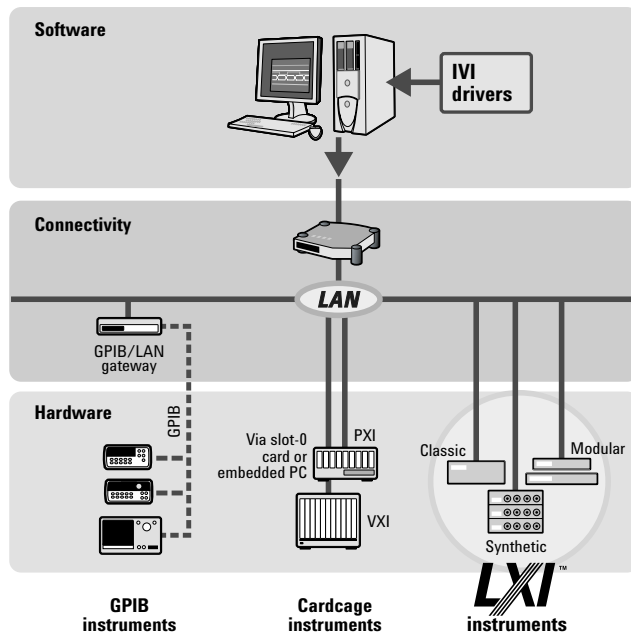 Software
IVI
drivers
Connectivity
LAN
GPIB/LAN
gateway
GPIB
Hardware
Via slot-0
card or
embedded PC
PXI
VXI
Classic
Modular
Synthetic
GPIB
instruments
Cardcage
instruments
LXI™
instruments